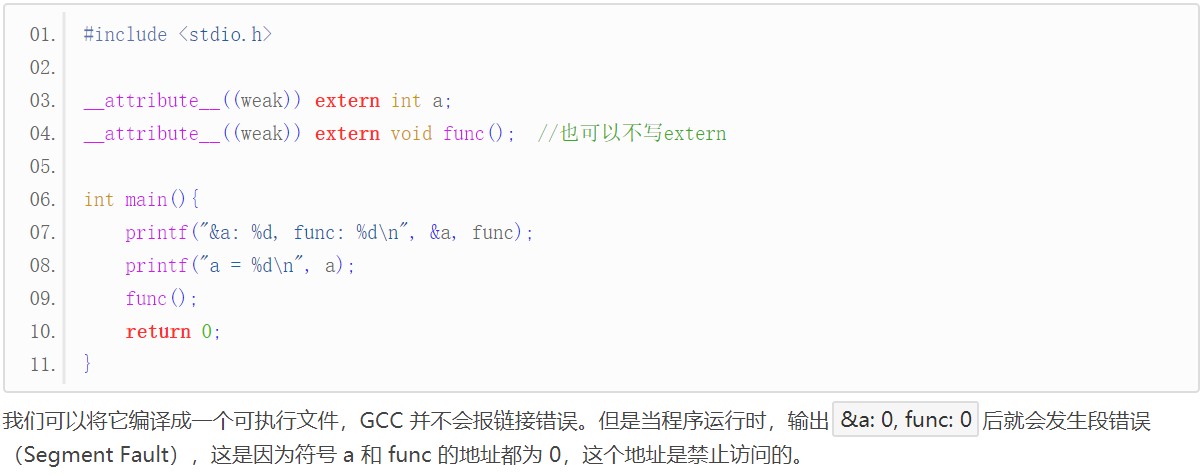 01. #include <stdio.h>
02.
03. __attribute__((weak)) extern int a;
04. __attribute__((weak)) extern void func();  //也可以不写extern
05.
06. int main(){
07.     printf("&a: %d, func: %d\n", &a, func);
08.     printf("a = %d\n", a);
09.     func();
10.     return 0;
11. }
我们可以将它编译成一个可执行文件，GCC 并不会报链接错误。但是当程序运行时，输出 &a: 0, func: 0 后就会发生段错误
（Segment Fault），这是因为符号 a 和 func 的地址都为 0，这个地址是禁止访问的。